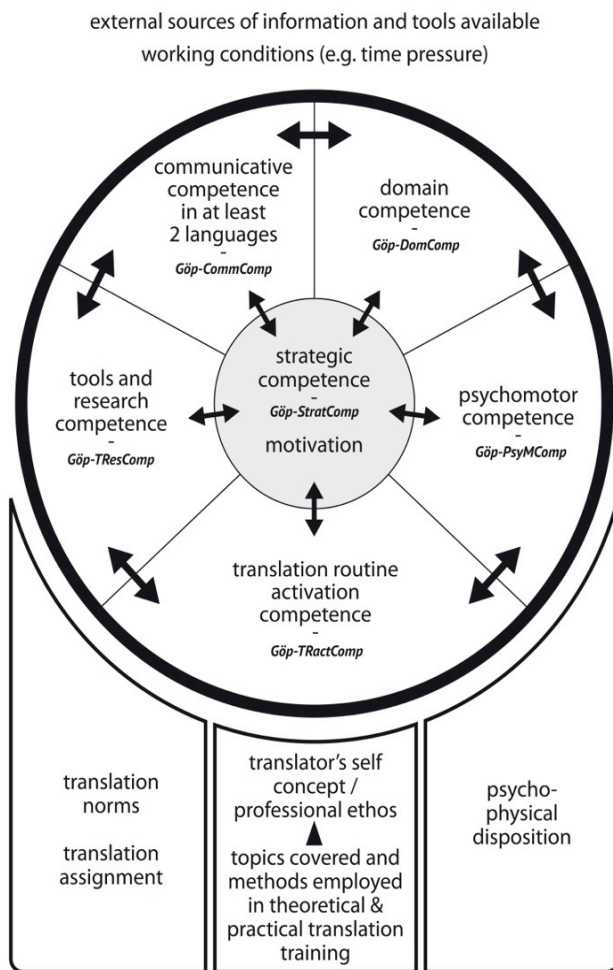 external sources of information and tools available
working conditions (e.g. time pressure)
communicative
competence
in at least
2 languages
-
Göp-CommComp
domain
competence
-
Göp-DomComp
tools and
research
competence
-
Göp-TResComp
strategic
competence
-
Göp-StratComp
motivation
psychomotor
competence
-
Göp-PsyMComp
translation routine
activation
competence
-
Göp-TRactComp
translation
norms
translation
assignment
translator's self
concept /
professional ethos
topics covered and
methods employed
in theoretical &
practical translation
training
psycho-
physical
disposition